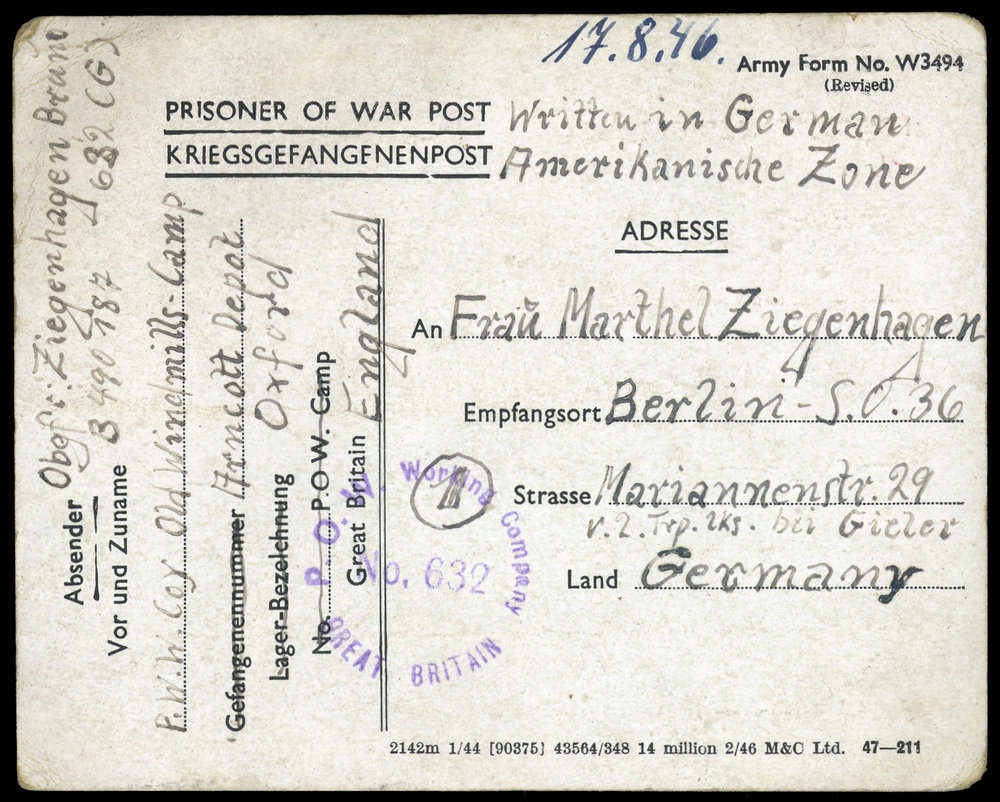 17.8.46.
Army Form No. W3494
(Revised)
PRISONER OF WAR POST
KRIEGSGEFANGENENPOST
Written in German
Amerikanische Zone
ADRESSE
An Frau Marthel Ziegenhagen
Empfangsort Berlin-S.O.36
Strasse Mariannenstr. 29
v. 2. Trp. lks. bei Gieler
Land Germany
Absender
Vor und Zuname
Obgfr. Ziegenhagen Bruno
B 490 187 632 (G)
P.W.W.Coy Old Windmills-Camp
Gefangenennummer Arncott Depot
Lager-Bezeichnung Oxford
No. P.O.W. Camp
Great Britain England
P.O.W. Working Company
No. 632
GREAT BRITAIN
2142m 1/44 [90375] 43564/348 14 million 2/46 M&C Ltd. 47—211